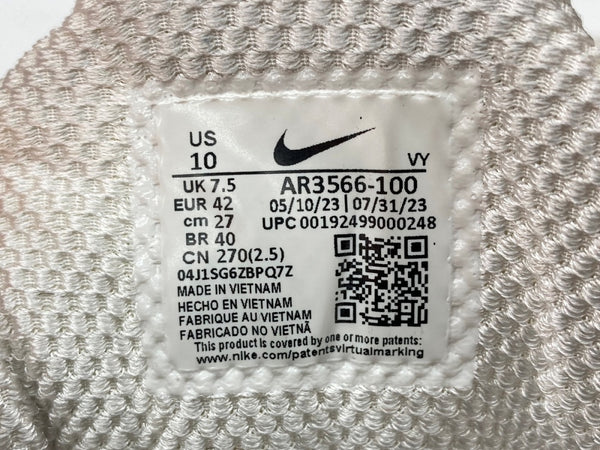 US
10
VY
UK 7.5
AR3566-100
EUR 42
05/10/23 | 07/31/23
cm 27
UPC 00192499000248
BR 40
CN 270(2.5)
04J1SG6ZBPQ7Z
MADE IN VIETNAM
HECHO EN VIETNAM
FABRIQUE AU VIETNAM
FABRICADO NO VIETNÃ
This product is covered by one or more patents:
www.nike.com/patentsvirtualmarking